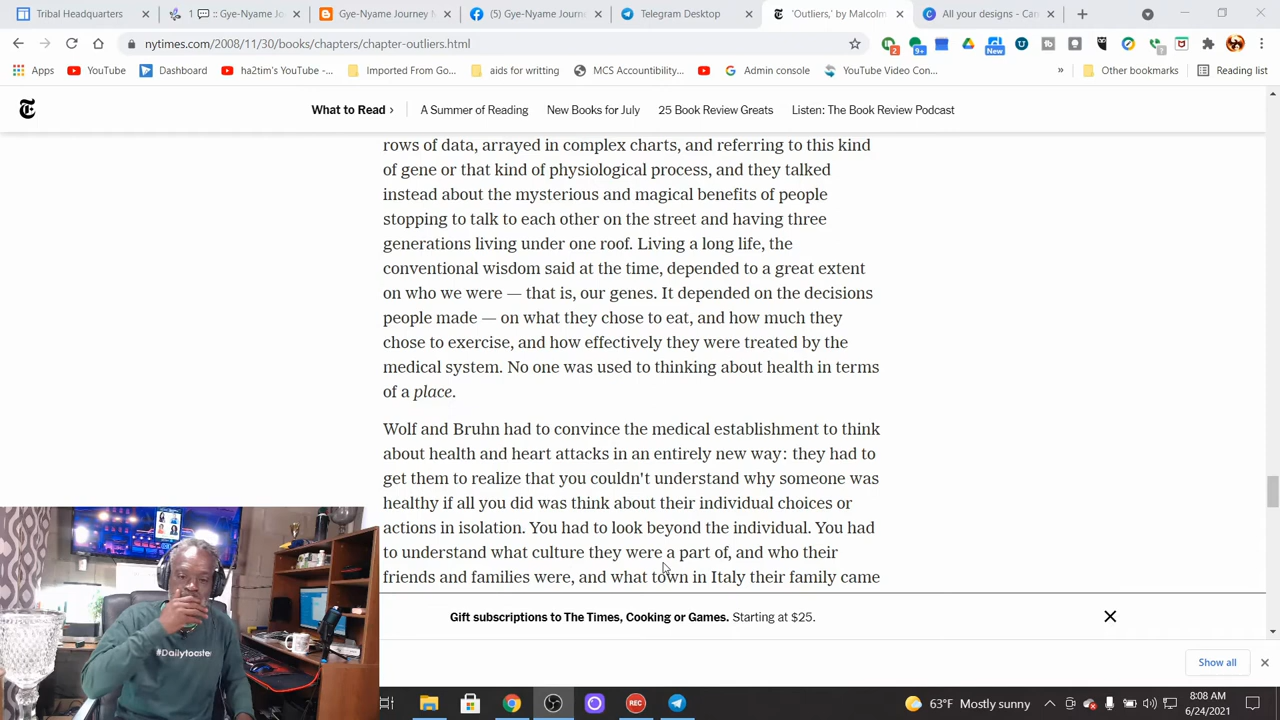 Tribal Headquarters
1 :: Gye-Nyame Jou
Gye-Nyame Journey
(5) Gye-Nyame Journ
Telegram Desktop
'Outliers,' by Malcolm
All your designs - Can
nytimes.com/2008/11/30/books/chapters/chapter-outliers.html
2
9+
New
Apps
YouTube
Dashboard
ha2tim's YouTube -...
Imported From Go...
aids for writting
MCS Accountibility...
Admin console
YouTube Video Con...
»
Other bookmarks
Reading list
What to Read ›
A Summer of Reading
New Books for July
25 Book Review Greats
Listen: The Book Review Podcast
rows of data, arrayed in complex charts, and referring to this kind
of gene or that kind of physiological process, and they talked
instead about the mysterious and magical benefits of people
stopping to talk to each other on the street and having three
generations living under one roof. Living a long life, the
conventional wisdom said at the time, depended to a great extent
on who we were — that is, our genes. It depended on the decisions
people made — on what they chose to eat, and how much they
chose to exercise, and how effectively they were treated by the
medical system. No one was used to thinking about health in terms
of a place.
Wolf and Bruhn had to convince the medical establishment to think
about health and heart attacks in an entirely new way: they had to
get them to realize that you couldn't understand why someone was
healthy if all you did was think about their individual choices or
actions in isolation. You had to look beyond the individual. You had
to understand what culture they were a part of, and who their
friends and families were, and what town in Italy their family came
Gift subscriptions to The Times, Cooking or Games. Starting at $25.
Show all
#Dailytoaster
REC
63°F Mostly sunny
8:08 AM
6/24/2021